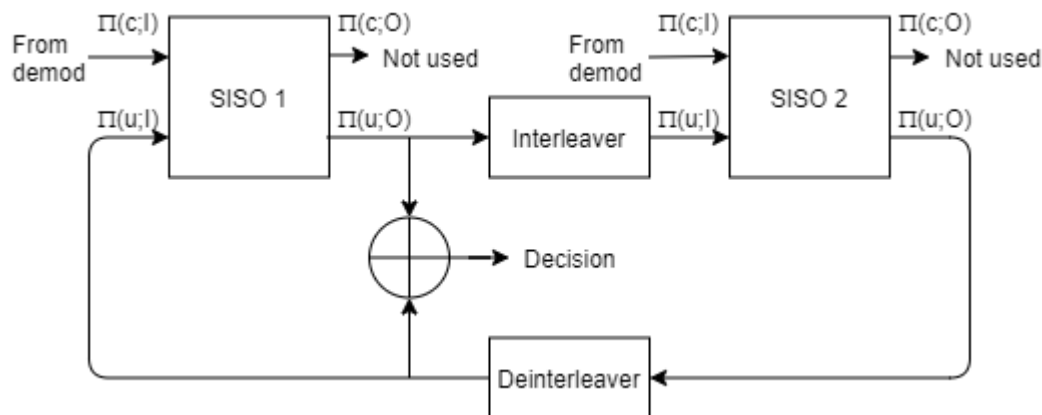 Π(c;I)
Π(c;O)
Π(c;I)
Π(c;O)
From
demod
Not used
From
demod
Not used
SISO 1
SISO 2
Π(u;I)
Π(u;O)
Interleaver
Π(u;I)
Π(u;O)
Decision
Deinterleaver